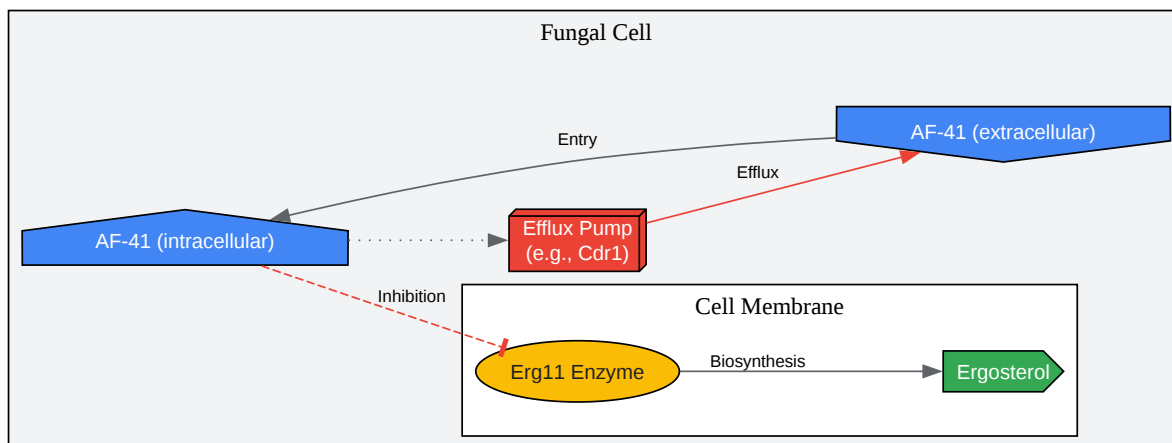 Fungal Cell
AF-41 (extracellular)
Entry
Efflux
AF-41 (intracellular)
Efflux Pump
(e.g., Cdr1)
Inhibition
Cell Membrane
Erg11 Enzyme
Biosynthesis
Ergosterol